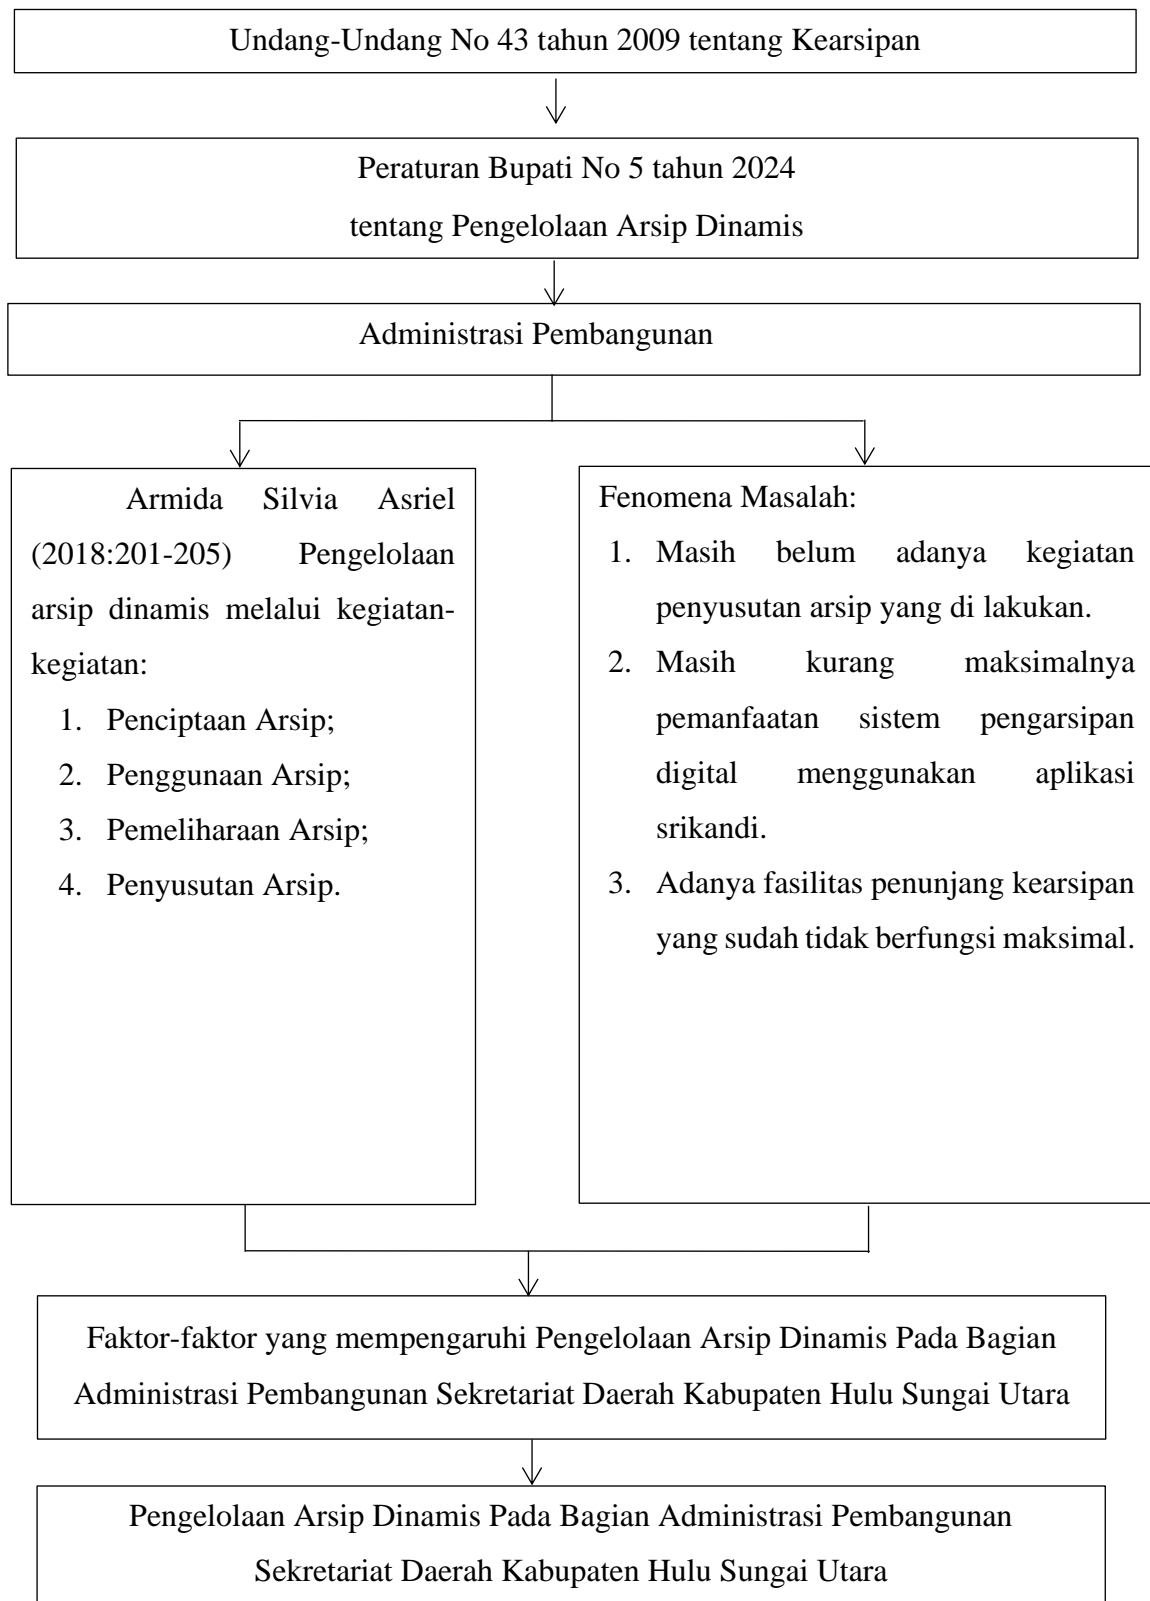 Undang-Undang No 43 tahun 2009 tentang Kearsipan
Peraturan Bupati No 5 tahun 2024
tentang Pengelolaan Arsip Dinamis
Administrasi Pembangunan
Armida Silvia Asriel
(2018:201-205) Pengelolaan
arsip dinamis melalui kegiatan-
kegiatan:
1. Penciptaan Arsip;
2. Penggunaan Arsip;
3. Pemeliharaan Arsip;
4. Penyusutan Arsip.
Fenomena Masalah:
1. Masih belum adanya kegiatan
penyusutan arsip yang di lakukan.
2. Masih kurang maksimalnya
pemanfaatan sistem pengarsipan
digital menggunakan aplikasi
srikandi.
3. Adanya fasilitas penunjang kearsipan
yang sudah tidak berfungsi maksimal.
Faktor-faktor yang mempengaruhi Pengelolaan Arsip Dinamis Pada Bagian
Administrasi Pembangunan Sekretariat Daerah Kabupaten Hulu Sungai Utara
Pengelolaan Arsip Dinamis Pada Bagian Administrasi Pembangunan
Sekretariat Daerah Kabupaten Hulu Sungai Utara